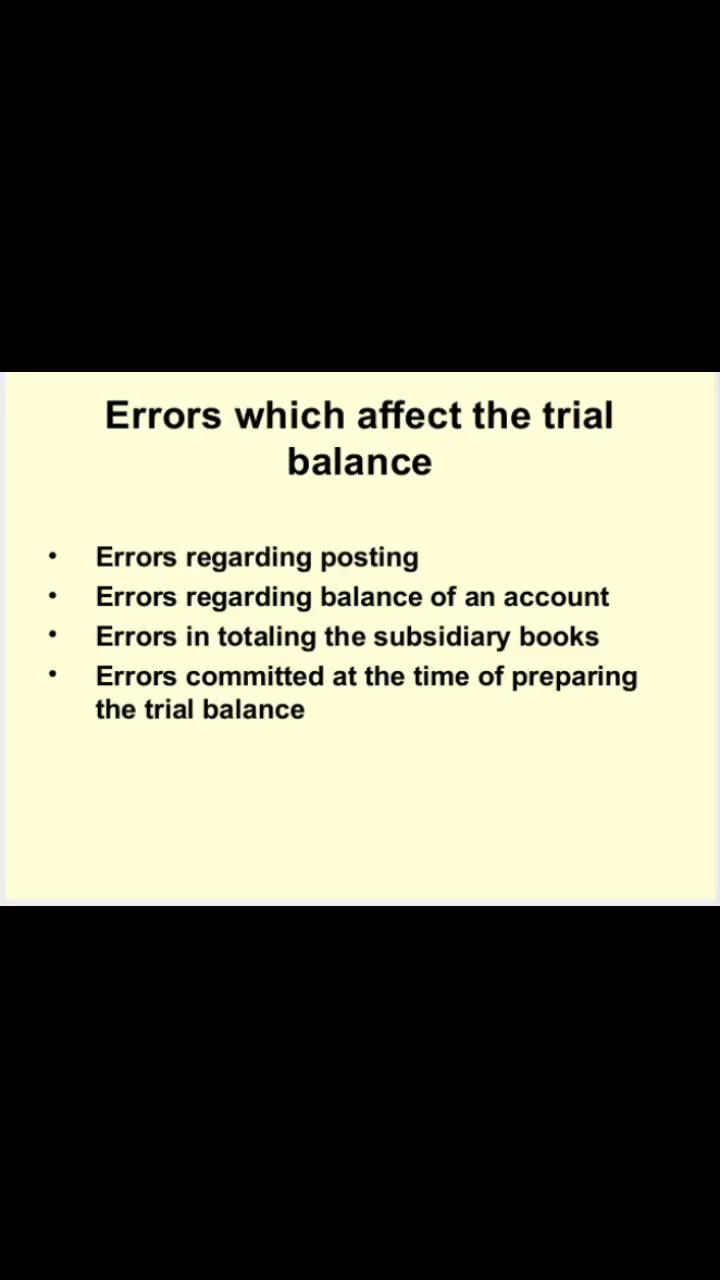 Errors which affect the trial
balance
• Errors regarding posting
• Errors regarding balance of an account
• Errors in totaling the subsidiary books
• Errors committed at the time of preparing
the trial balance